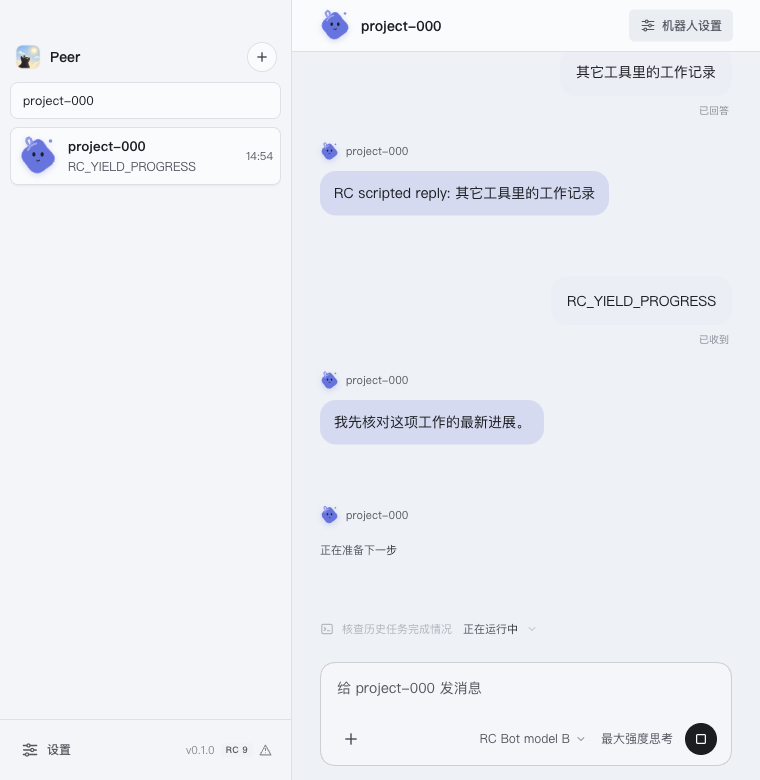 Peer
project-000
project-000
14:54
RC_YIELD_PROGRESS
设置
v0.1.0
RC 9
project-000
机器人设置
其它工具里的工作记录
已回答
project-000
RC scripted reply: 其它工具里的工作记录
RC_YIELD_PROGRESS
已收到
project-000
我先核对这项工作的最新进展。
project-000
正在准备下一步
核查历史任务完成情况 正在运行中
给 project-000 发消息
RC Bot model B
最大强度思考